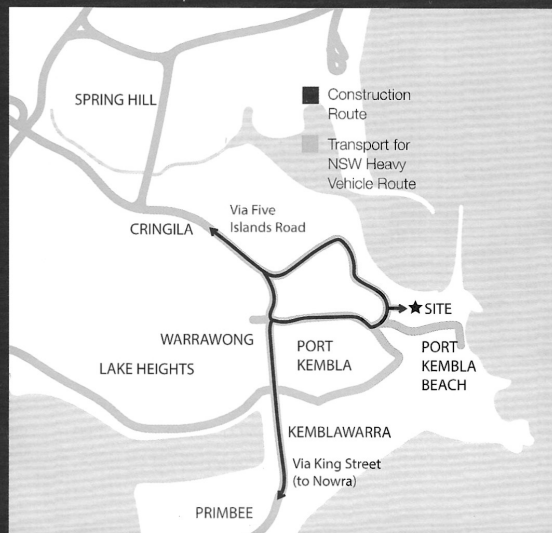 SPRING HILL
Construction
Route
Transport for
NSW Heavy
Vehicle Route
Via Five
Islands Road
CRINGILA
SITE
WARRAWONG
PORT
KEMBLA
PORT
KEMBLA
BEACH
LAKE HEIGHTS
KEMBLAWARRA
Via King Street
(to Nowra)
PRIMBEE